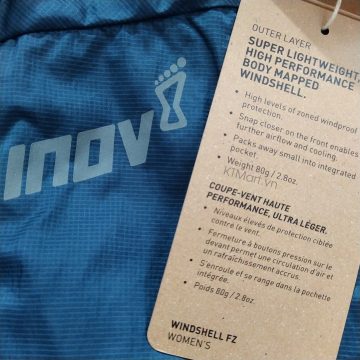 INOV
OUTER LAYER
SUPER LIGHTWEIGHT
HIGH PERFORMANCE
BODY MAPPED
WINDSHELL.
• High levels of zoned windproof
protection.
• Snap closer on the front enables
further airflow and cooling.
• Packs away small into integrated
pocket.
• Weight 80g / 2.8oz.
KTMart.vn
COUPE-VENT HAUTE
PERFORMANCE, ULTRA LÉGER.
• Niveaux élevés de protection ciblée
contre le vent.
• Fermeture à boutons pression sur le
devant permet une circulation d'air et
un rafraîchissement accrus.
• S'enroule et se range dans la pochette
intégrée.
• Poids 80g / 2.8oz.
WINDSHELL FZ
WOMEN'S